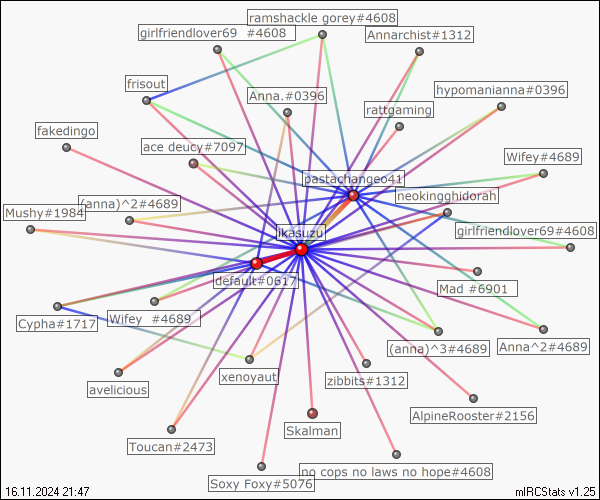 ramshackle gorey#4608
girlfriendlover69 #4608
Annarchist#1312
frisout
Anna.#0396
hypomanianna#0396
rattgaming
fakedingo
ace deucy#7097
Wifey#4689
pastachangeo41
neokingghidorah
(anna)^2#4689
Mushy#1984
ikasuzu
girlfriendlover69#4608
default#0617
Mad #6901
Cypha#1717
Wifey #4689
(anna)^3#4689
Anna^2#4689
xenoyaut
zibbits#1312
avelicious
AlpineRooster#2156
Skalman
Toucan#2473
no cops no laws no hope#4608
Soxy Foxy#5076
16.11.2024 21:47
mIRCStats v1.25